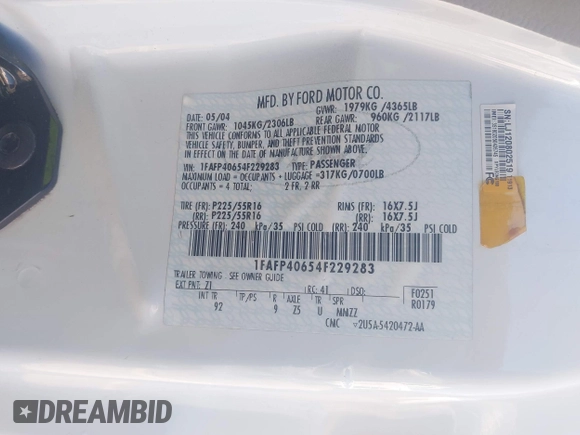 MFD. BY FORD MOTOR CO.
DATE: 05/04
GVWR: 1979KG /4365LB
FRONT GAWR: 1045KG/2306LB
REAR GAWR: 960KG /2117LB
THIS VEHICLE CONFORMS TO ALL APPLICABLE FEDERAL MOTOR
VEHICLE SAFETY, BUMPER, AND THEFT PREVENTION STANDARDS
IN EFFECT ON THE DATE OF MANUFACTURE SHOWN ABOVE.
VIN: 1FAFP40654F229283 TYPE: PASSENGER
MAXIMUM LOAD = OCCUPANTS + LUGGAGE = 317KG/0700LB
OCCUPANTS = 4 TOTAL: 2 FR, 2 RR
TIRE (FR): P225/55R16 RIMS (FR): 16X7.5J
(RR): P225/55R16 (RR): 16X7.5J
PRESSURE (FR): 240 kPa/35 PSI COLD (RR): 240 kPa/35 PSI COLD
1FAFP40654F229283
TRAILER TOWING - SEE OWNER GUIDE
EXT PNT: Z1 RC: 41 DSO:
F0251
R0179
INT TR TP/PS R AXLE TR SPR
92 9 Z5 U MNZZ
CMC 2U5A-5420472-AA
DREAMBID